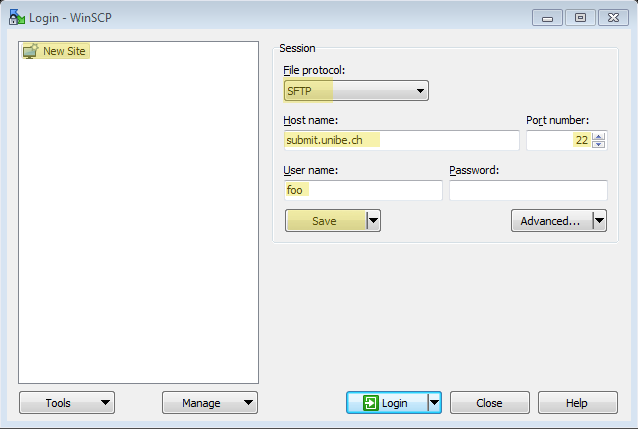 Login - WinSCP
New Site
Session
File protocol:
SFTP
Host name:
Port number:
submit.unibe.ch
22
User name:
Password:
foo
Save
Advanced...
Tools
Manage
Login
Close
Help